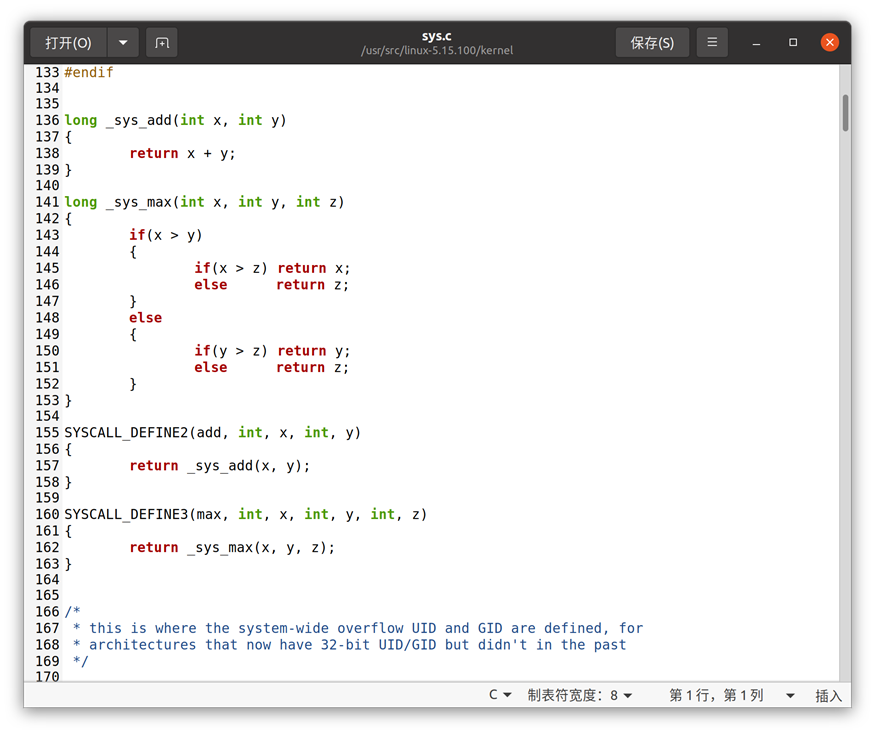 打开(O)
sys.c
/usr/src/linux-5.15.100/kernel
保存(S)
133 #endif
134
135
136 long _sys_add(int x, int y)
137 {
138         return x + y;
139 }
140
141 long _sys_max(int x, int y, int z)
142 {
143         if(x > y)
144         {
145                 if(x > z) return x;
146                 else      return z;
147         }
148         else
149         {
150                 if(y > z) return y;
151                 else      return z;
152         }
153 }
154
155 SYSCALL_DEFINE2(add, int, x, int, y)
156 {
157         return _sys_add(x, y);
158 }
159
160 SYSCALL_DEFINE3(max, int, x, int, y, int, z)
161 {
162         return _sys_max(x, y, z);
163 }
164
165
166 /*
167  * this is where the system-wide overflow UID and GID are defined, for
168  * architectures that now have 32-bit UID/GID but didn't in the past
169  */
170
C 制表符宽度：8 第 1 行，第 1 列 插入